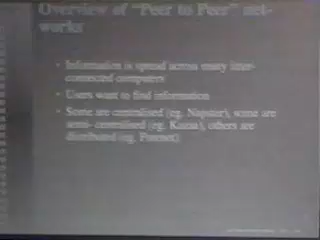 Overview of "Peer to Peer" net-
works
• Information is spread across many inter-
connected computers
• Users want to find information
• Some are centralised (eg. Napster), some are
semi- centralised (eg. Kazaa), others are
distributed (eg. Freenet)